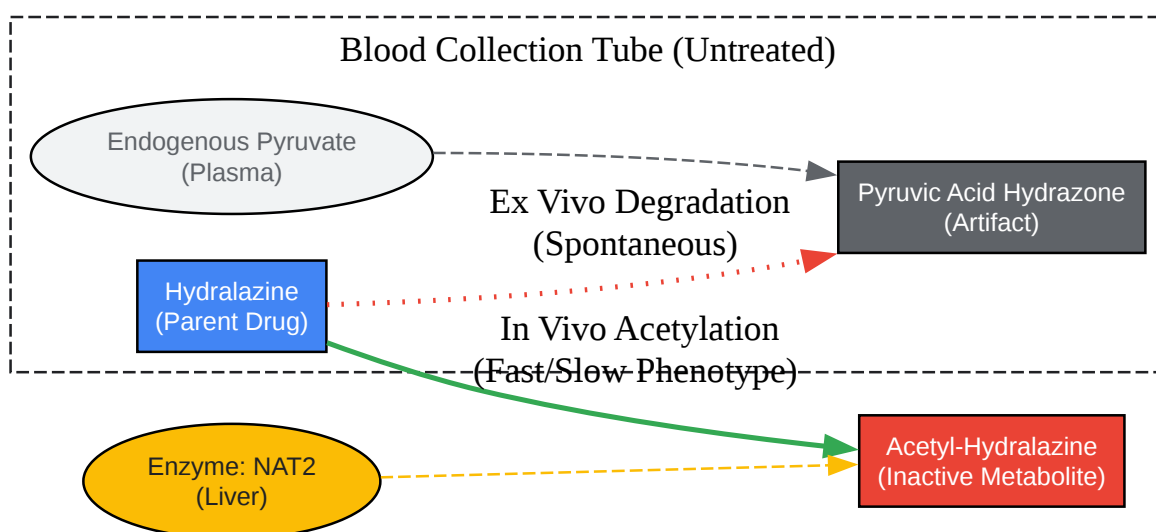 Blood Collection Tube (Untreated)
Endogenous Pyruvate
(Plasma)
Pyruvic Acid Hydrazone
(Artifact)
Ex Vivo Degradation
(Spontaneous)
Hydralazine
(Parent Drug)
In Vivo Acetylation
(Fast/Slow Phenotype)
Enzyme: NAT2
(Liver)
Acetyl-Hydralazine
(Inactive Metabolite)